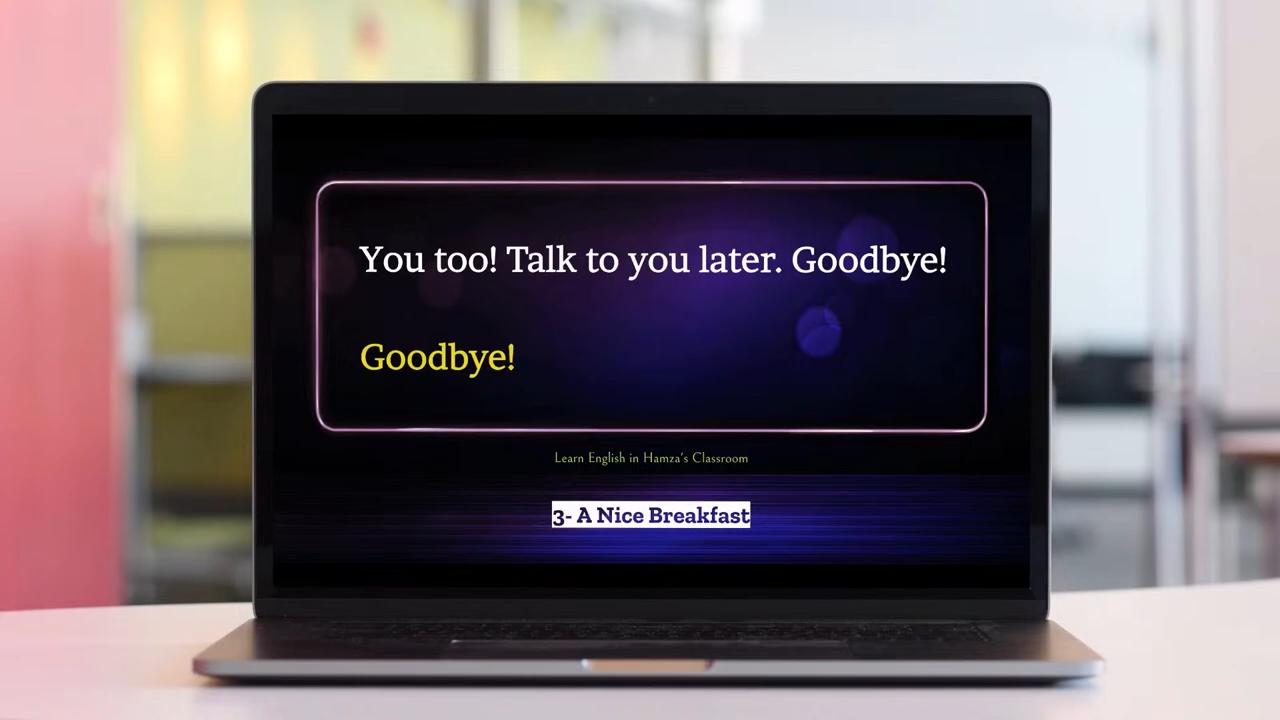 You too! Talk to you later. Goodbye!
Goodbye!
Learn English in Hamza's Classroom
3- A Nice Breakfast